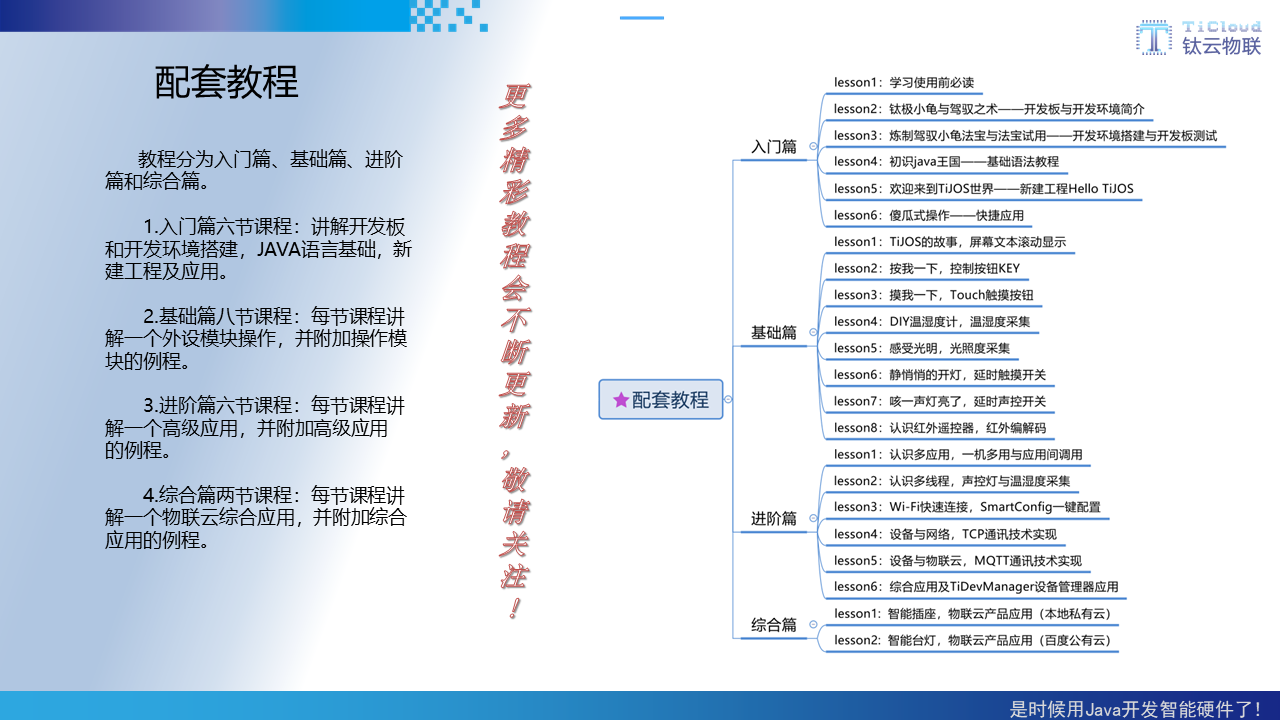 TiCloud
钛云物联
配套教程
教程分为入门篇、基础篇、进阶
篇和综合篇。
1.入门篇六节课程：讲解开发板
和开发环境搭建，JAVA语言基础，新
建工程及应用。
2.基础篇八节课程：每节课程讲
解一个外设模块操作，并附加操作模
块的例程。
3.进阶篇六节课程：每节课程讲
解一个高级应用，并附加高级应用
的例程。
4.综合篇两节课程：每节课程讲
解一个物联云综合应用，并附加综合
应用的例程。
更多精彩教程会不断更新，敬请关注！
配套教程
入门篇
lesson1：学习使用前必读
lesson2：钛极小龟与驾驭之术——开发板与开发环境简介
lesson3：炼制驾驭小龟法宝与法宝试用——开发环境搭建与开发板测试
lesson4：初识java王国——基础语法教程
lesson5：欢迎来到TiJOS世界——新建工程Hello TiJOS
lesson6：傻瓜式操作——快捷应用
基础篇
lesson1：TiJOS的故事，屏幕文本滚动显示
lesson2：按我一下，控制按钮KEY
lesson3：摸我一下，Touch触摸按钮
lesson4：DIY温湿度计，温湿度采集
lesson5：感受光明，光照度采集
lesson6：静悄悄的开灯，延时触摸开关
lesson7：咳一声灯亮了，延时声控开关
lesson8：认识红外遥控器，红外编解码
进阶篇
lesson1：认识多应用，一机多用与应用间调用
lesson2：认识多线程，声控灯与温湿度采集
lesson3：Wi-Fi快速连接，SmartConfig一键配置
lesson4：设备与网络，TCP通讯技术实现
lesson5：设备与物联云，MQTT通讯技术实现
lesson6：综合应用及TiDevManager设备管理器应用
综合篇
lesson1：智能插座，物联云产品应用（本地私有云）
lesson2：智能台灯，物联云产品应用（百度公有云）
是时候用Java开发智能硬件了！